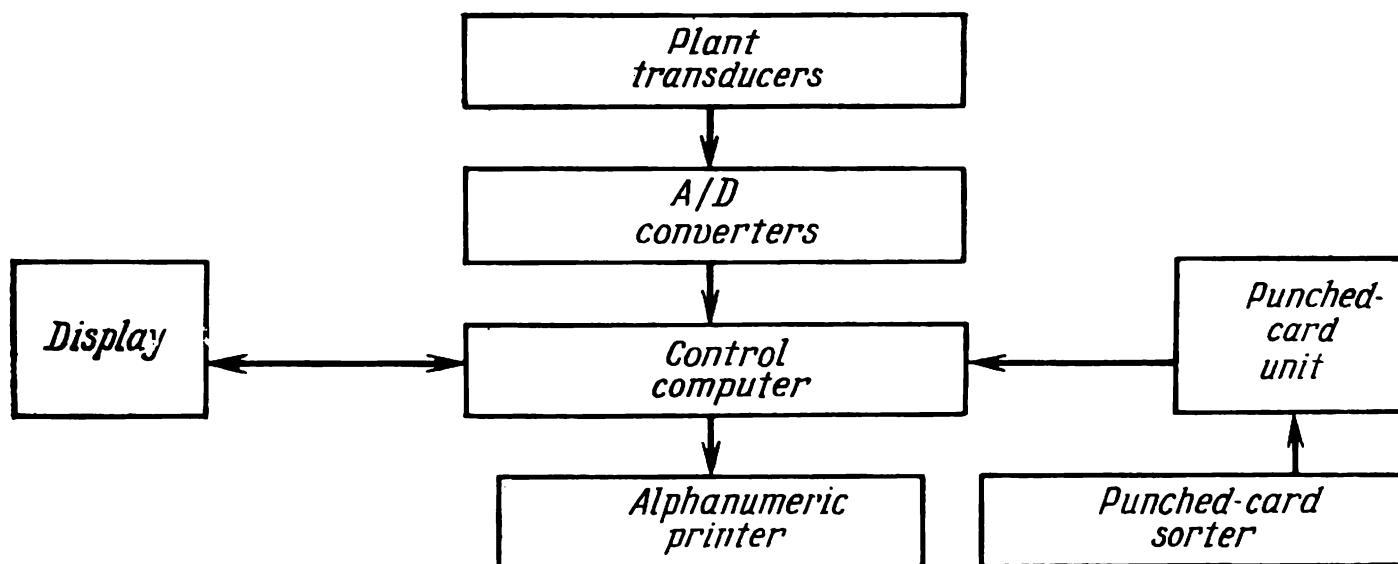 Plant
transducers
A/D
converters
Display
Control
computer
Punched-
card
unit
Alphanumeric
printer
Punched-card
sorter